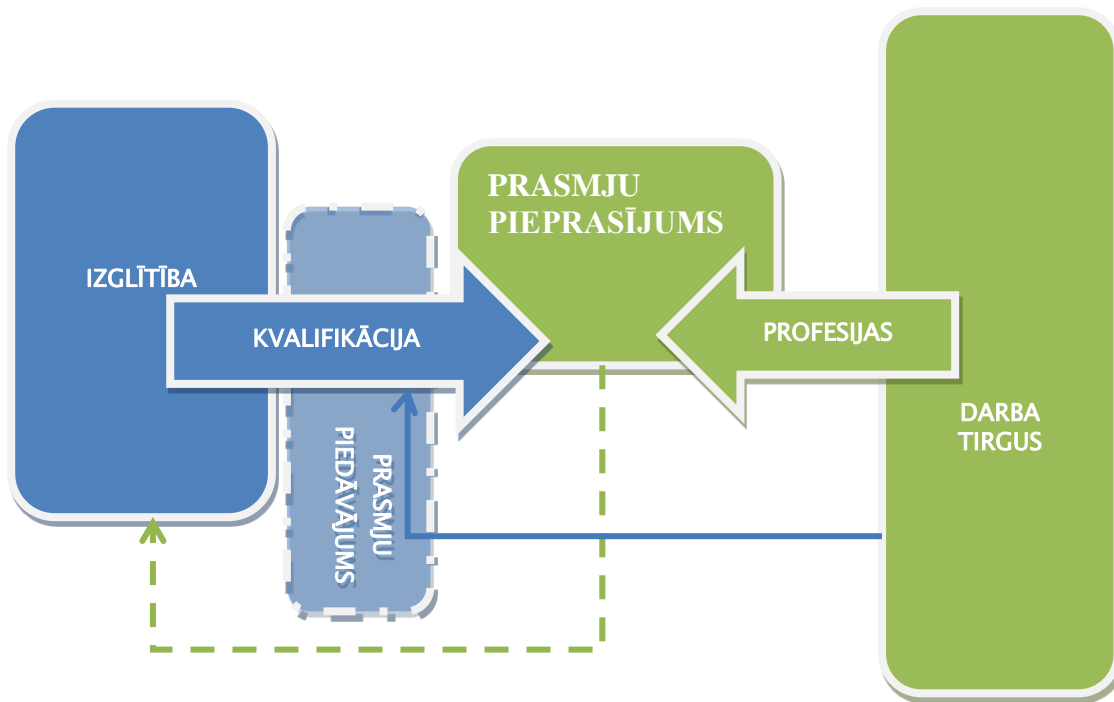 IZGLĪTĪBA
KVALIFIKĀCIJA
PRASMJU
PIEDĀVĀJUMS
PRASMJU
PIEPRASĪJUMS
PROFESIJAS
DARBA
TIRGUS